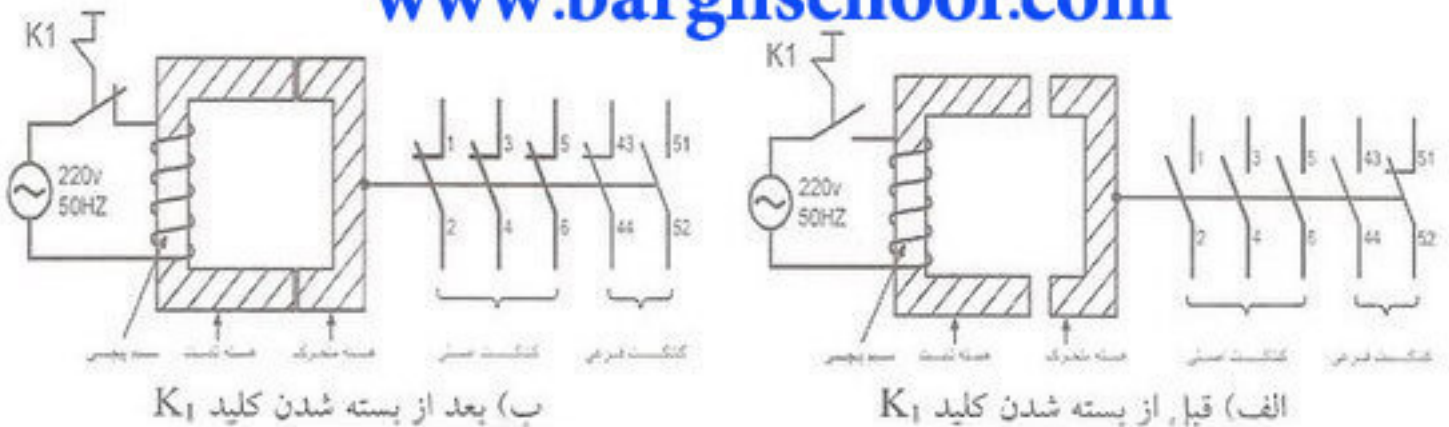 www.barghschool.com
K1
220v
50HZ
1 3 5 43 51
2 4 6 44 52
سیم پیچی هسته ثابت هسته متحرک کنتاکت اصلی کنتاکت فرعی
ب) بعد از بسته شدن کلید K1
K1
220v
50HZ
1 3 5 43 51
2 4 6 44 52
سیم پیچی هسته ثابت هسته متحرک کنتاکت اصلی کنتاکت فرعی
الف) قبل از بسته شدن کلید K1